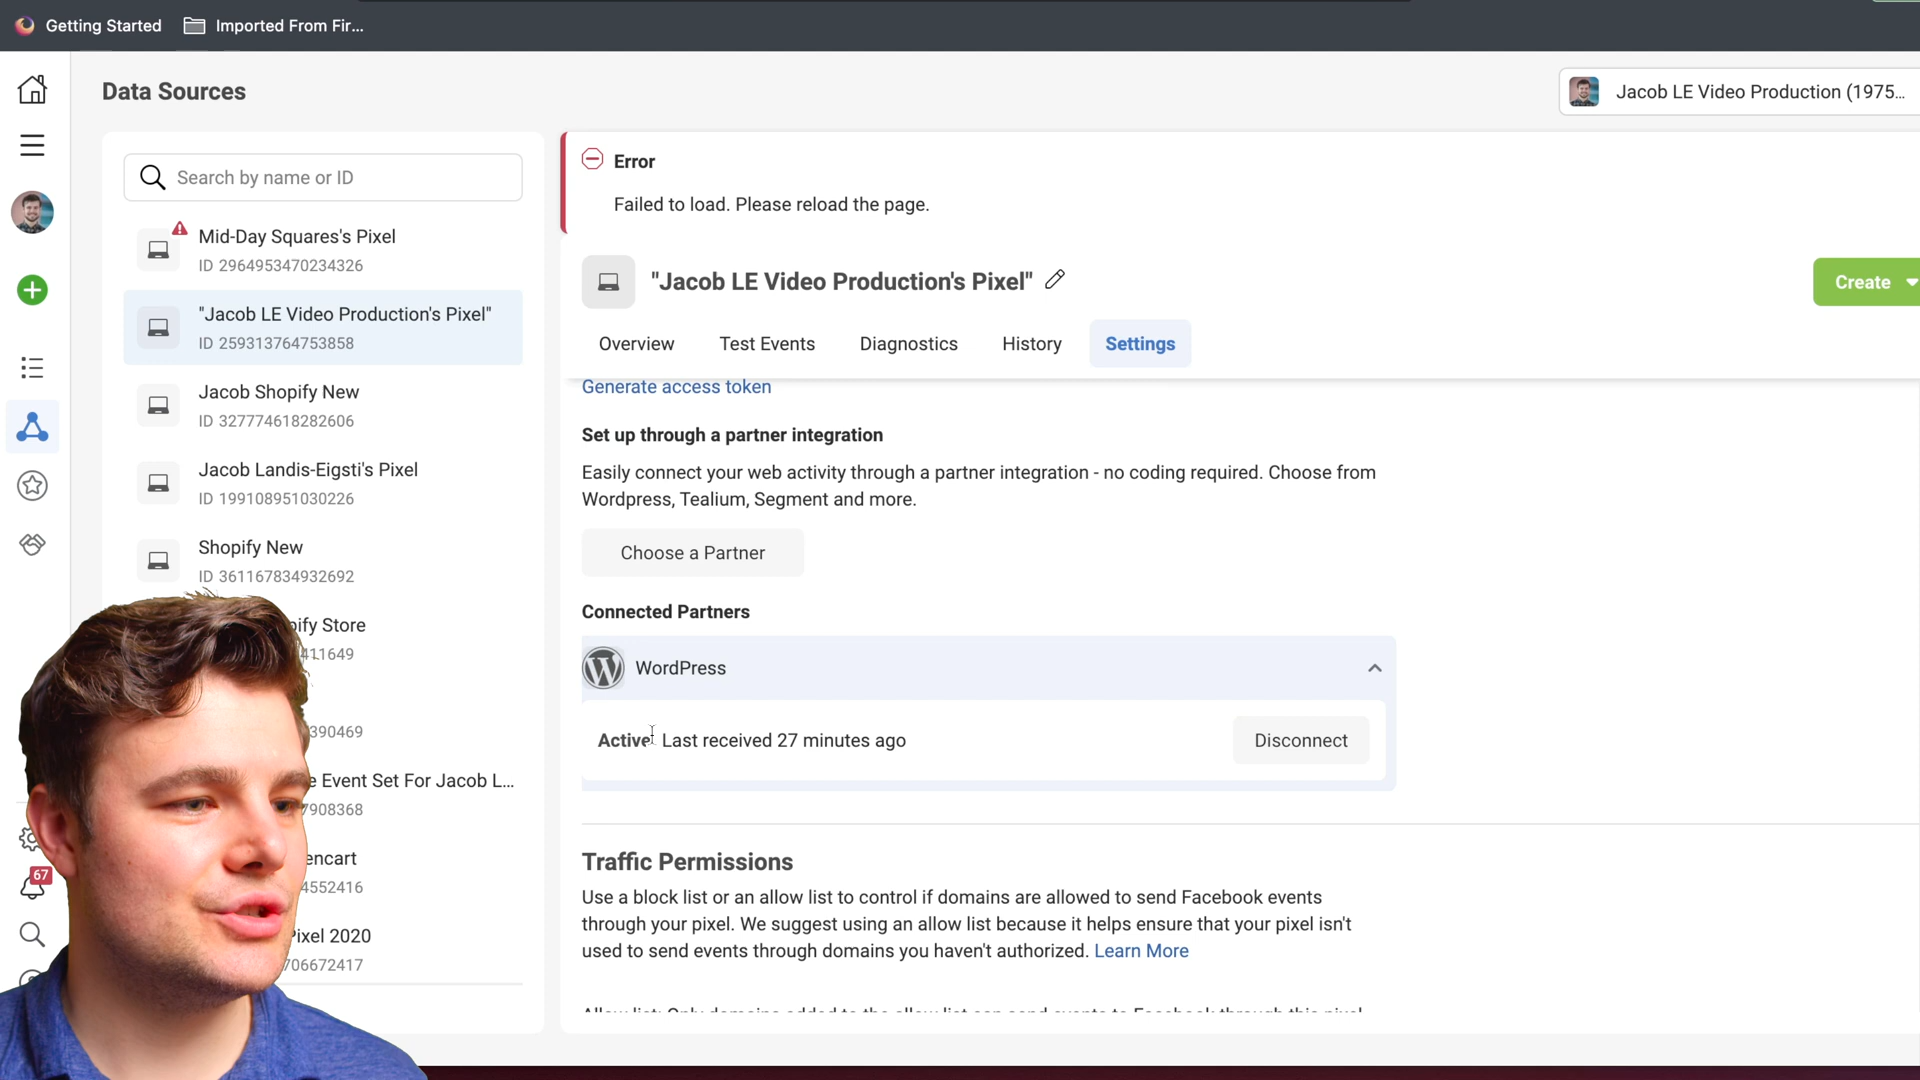 Getting Started
Imported From Fir...
Data Sources
Jacob LE Video Production (1975...
Search by name or ID
Mid-Day Squares's Pixel
ID 2964953470234326
"Jacob LE Video Production's Pixel"
ID 259313764753858
Jacob Shopify New
ID 327774618282606
Jacob Landis-Eigsti's Pixel
ID 199108951030226
Shopify New
ID 361167834932692
ify Store
411649
390469
e Event Set For Jacob L...
7908368
encart
4552416
Pixel 2020
706672417
67
Error
Failed to load. Please reload the page.
"Jacob LE Video Production's Pixel"
Create
Overview
Test Events
Diagnostics
History
Settings
Generate access token
Set up through a partner integration
Easily connect your web activity through a partner integration - no coding required. Choose from
Wordpress, Tealium, Segment and more.
Choose a Partner
Connected Partners
WordPress
Active Last received 27 minutes ago
Disconnect
Traffic Permissions
Use a block list or an allow list to control if domains are allowed to send Facebook events
through your pixel. We suggest using an allow list because it helps ensure that your pixel isn't
used to send events through domains you haven't authorized. Learn More
Allow list: Only domains added to the allow list can send events to Facebook through this pixel